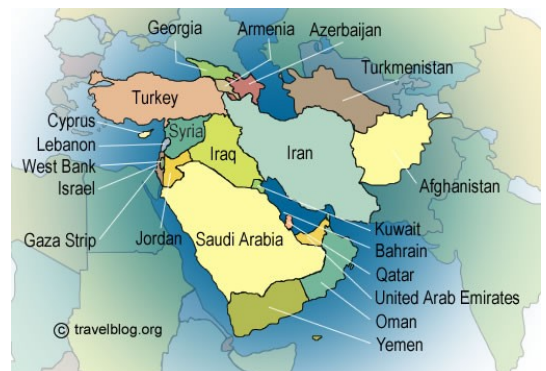 Georgia
Armenia
Azerbaijan
Turkmenistan
Turkey
Cyprus
Syria
Lebanon
West Bank
Israel
Iraq
Iran
Afghanistan
Gaza Strip
Jordan
Saudi Arabia
Kuwait
Bahrain
Qatar
United Arab Emirates
Oman
Yemen
© travelblog.org